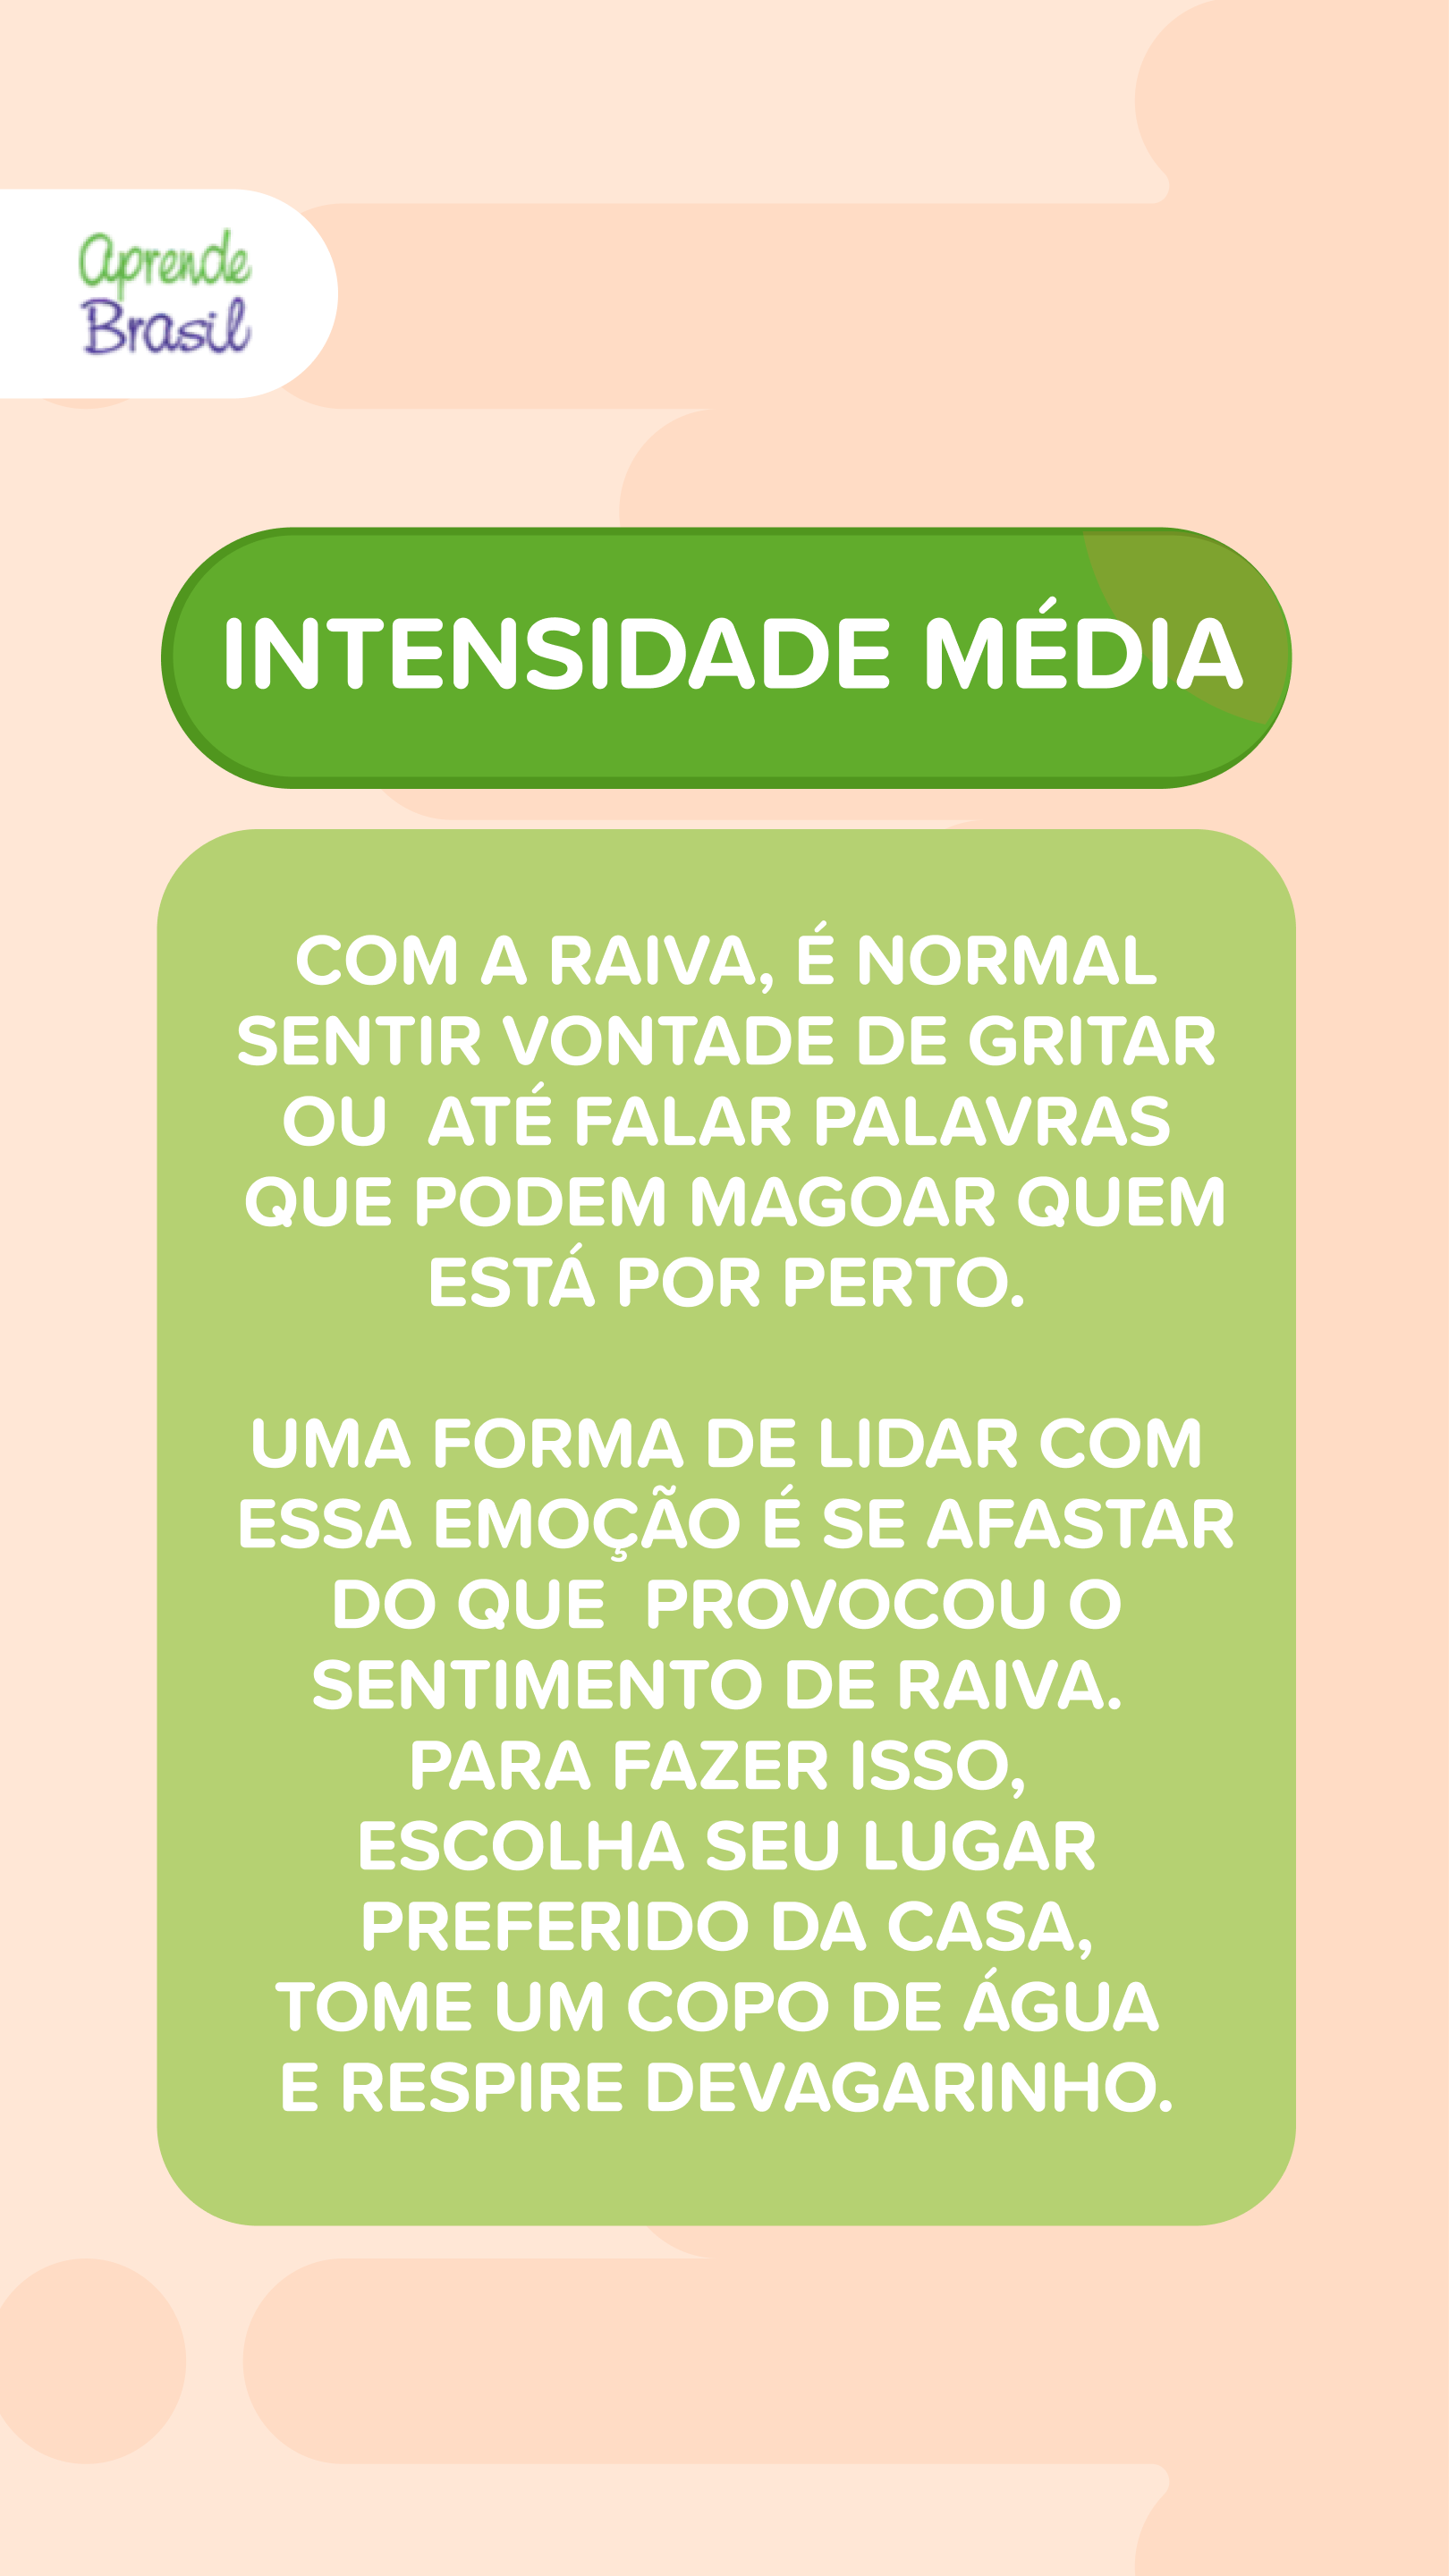 Aprende
Brasil
INTENSIDADE MÉDIA
COM A RAIVA, É NORMAL
SENTIR VONTADE DE GRITAR
OU ATÉ FALAR PALAVRAS
QUE PODEM MAGOAR QUEM
ESTÁ POR PERTO.
UMA FORMA DE LIDAR COM
ESSA EMOÇÃO É SE AFASTAR
DO QUE PROVOCOU O
SENTIMENTO DE RAIVA.
PARA FAZER ISSO,
ESCOLHA SEU LUGAR
PREFERIDO DA CASA,
TOME UM COPO DE ÁGUA
E RESPIRE DEVAGARINHO.